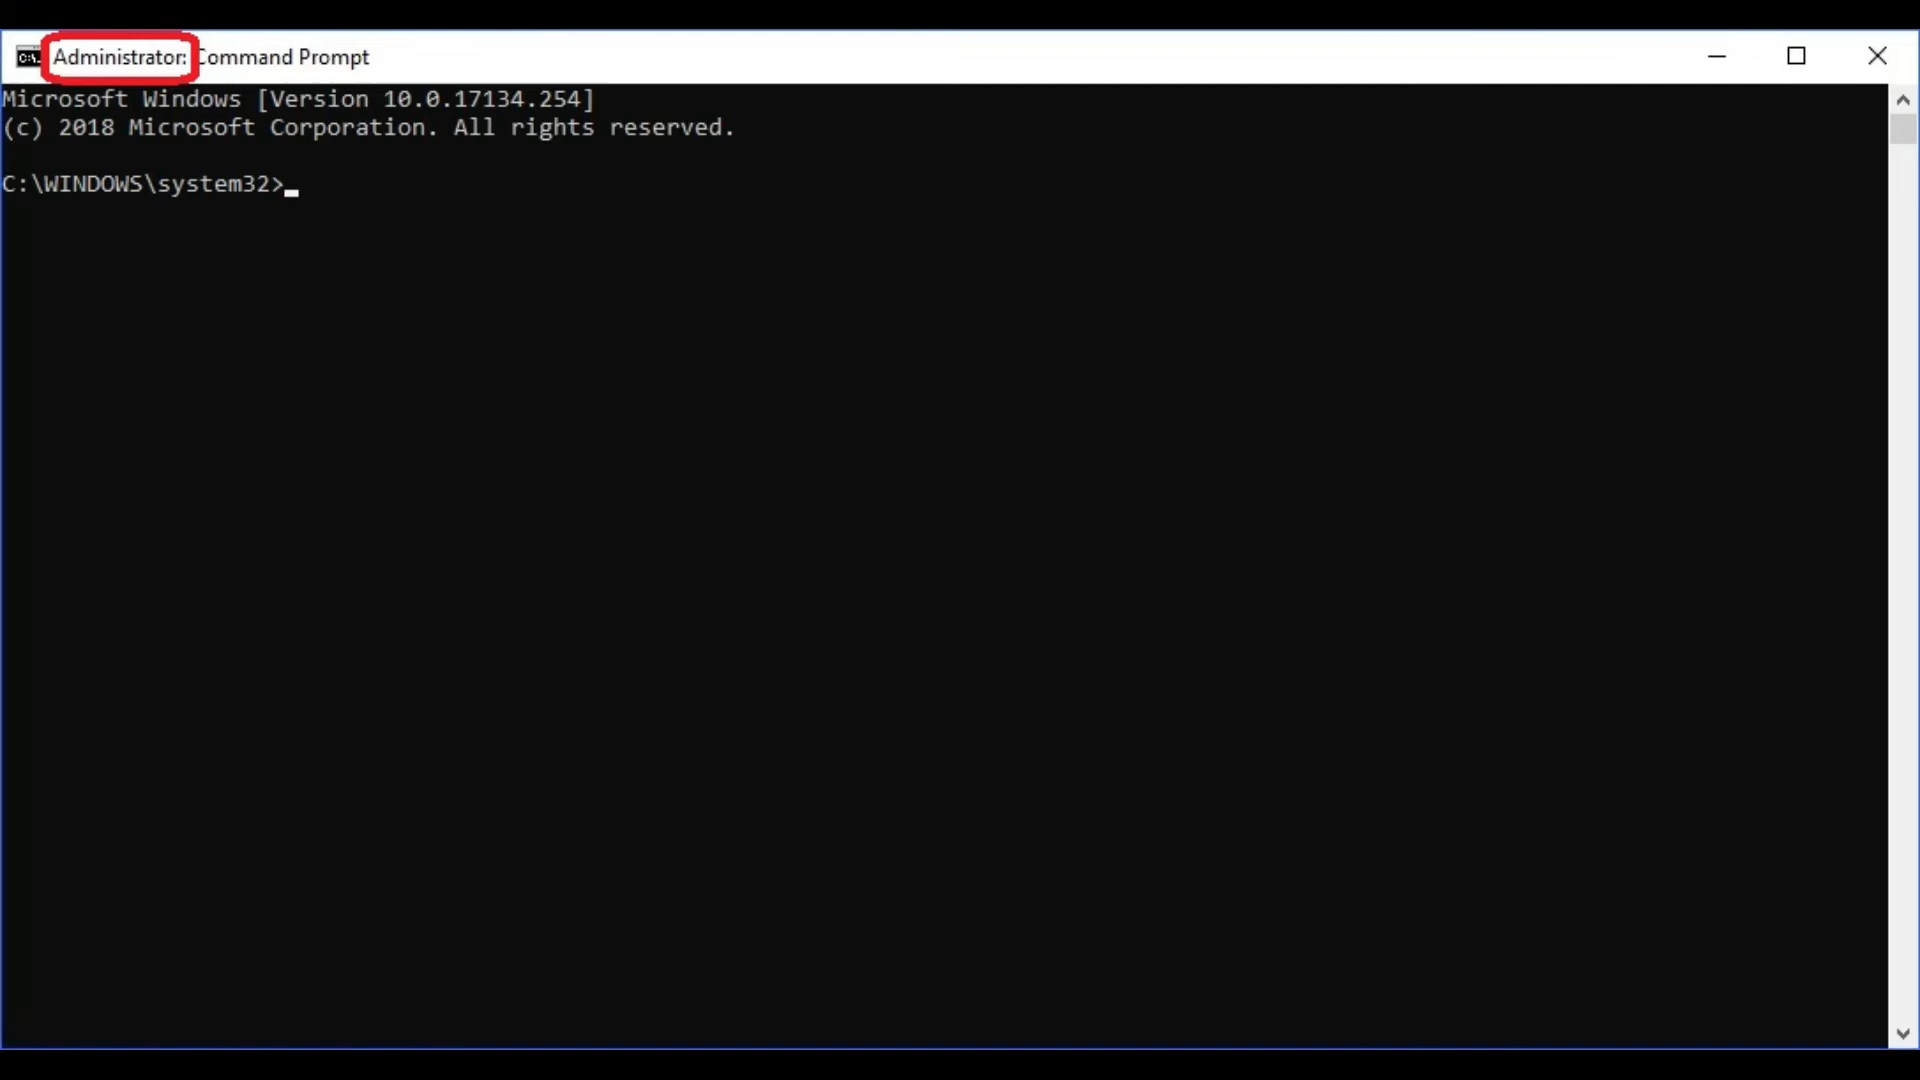 Administrator: Command Prompt
Microsoft Windows [Version 10.0.17134.254]
(c) 2018 Microsoft Corporation. All rights reserved.
C:\WINDOWS\system32>